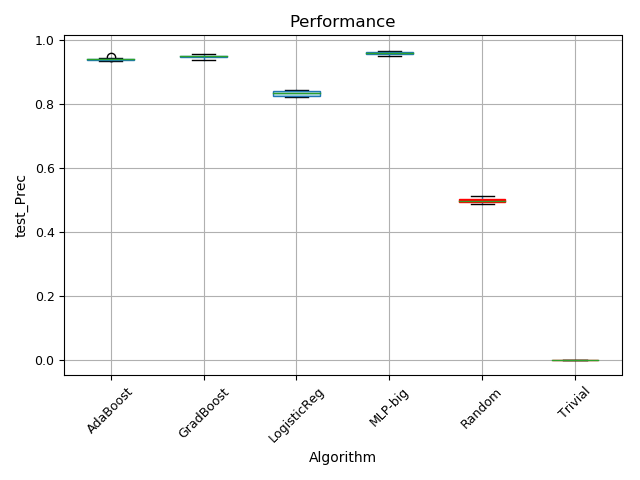 Performance
1.0
0.8
0.6
0.4
0.2
0.0
test_Prec
AdaBoost
GradBoost
LogisticReg
MLP-big
Random
Trivial
Algorithm